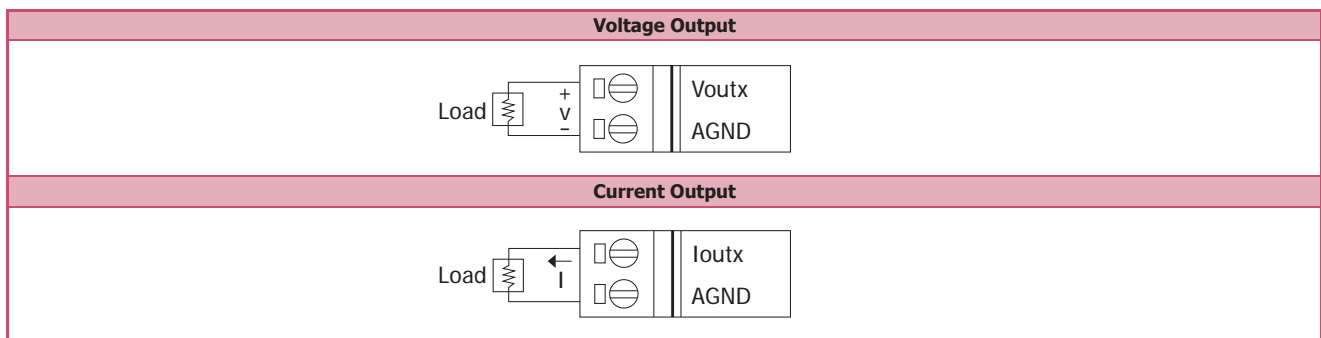 Voltage Output
Load
+
V
-
Voutx
AGND
Current Output
Load
I
Ioutx
AGND